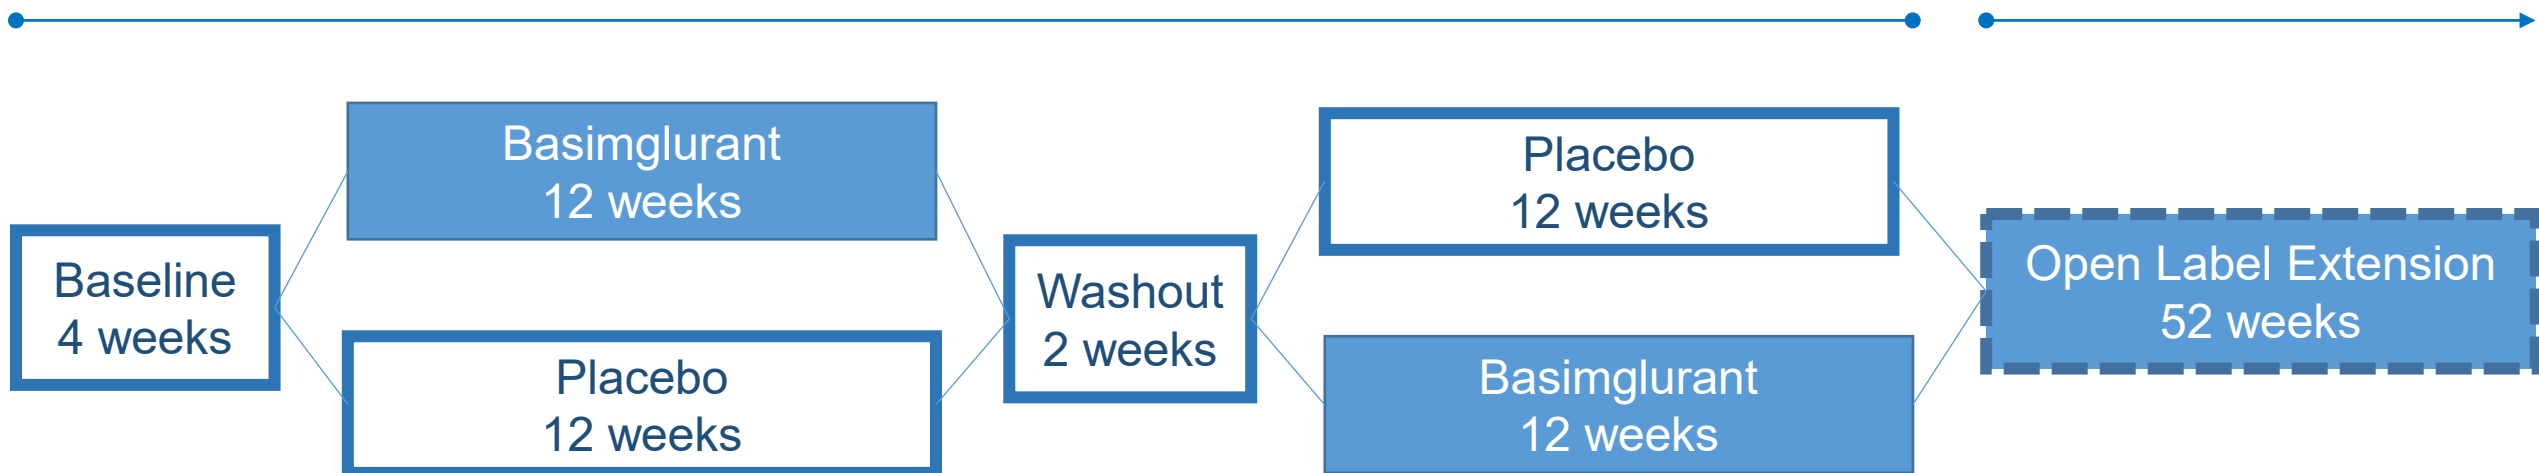 Baseline
4 weeks
Basimglurant
12 weeks
Placebo
12 weeks
Washout
2 weeks
Placebo
12 weeks
Basimglurant
12 weeks
Open Label Extension
52 weeks